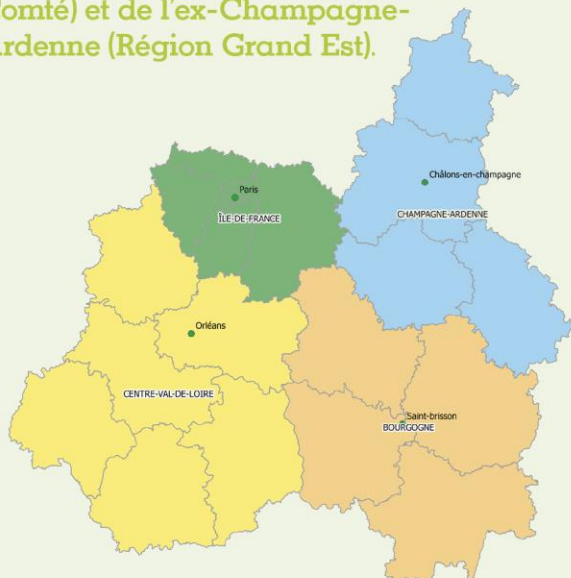 omté) et de l'ex-Champagne-
rdenne (Région Grand Est).
Châlons-en-champagne
Paris
CHAMPAGNE-ARDENNE
ÎLE-DE-FRANCE
Orléans
CENTRE-VAL-DE-LOIRE
Saint-brisson
BOURGOGNE